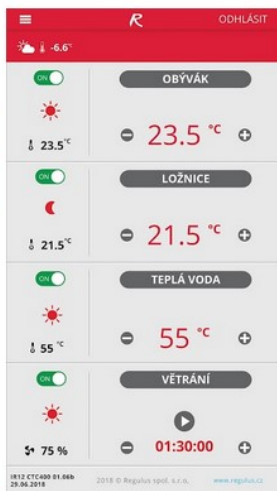 R ODHLÁSIT
-6.6°C
ON OBÝVÁK
23.5 °C
23.5 °C
ON LOŽNICE
21.5 °C
21.5 °C
ON TEPLÁ VODA
55 °C
55 °C
ON VĚTRÁNÍ
75 % 01:30:00
IR12 CTC400 01.06b
29.06.2018
2018 © Regulus spol. s.r.o. www.regulus.cz